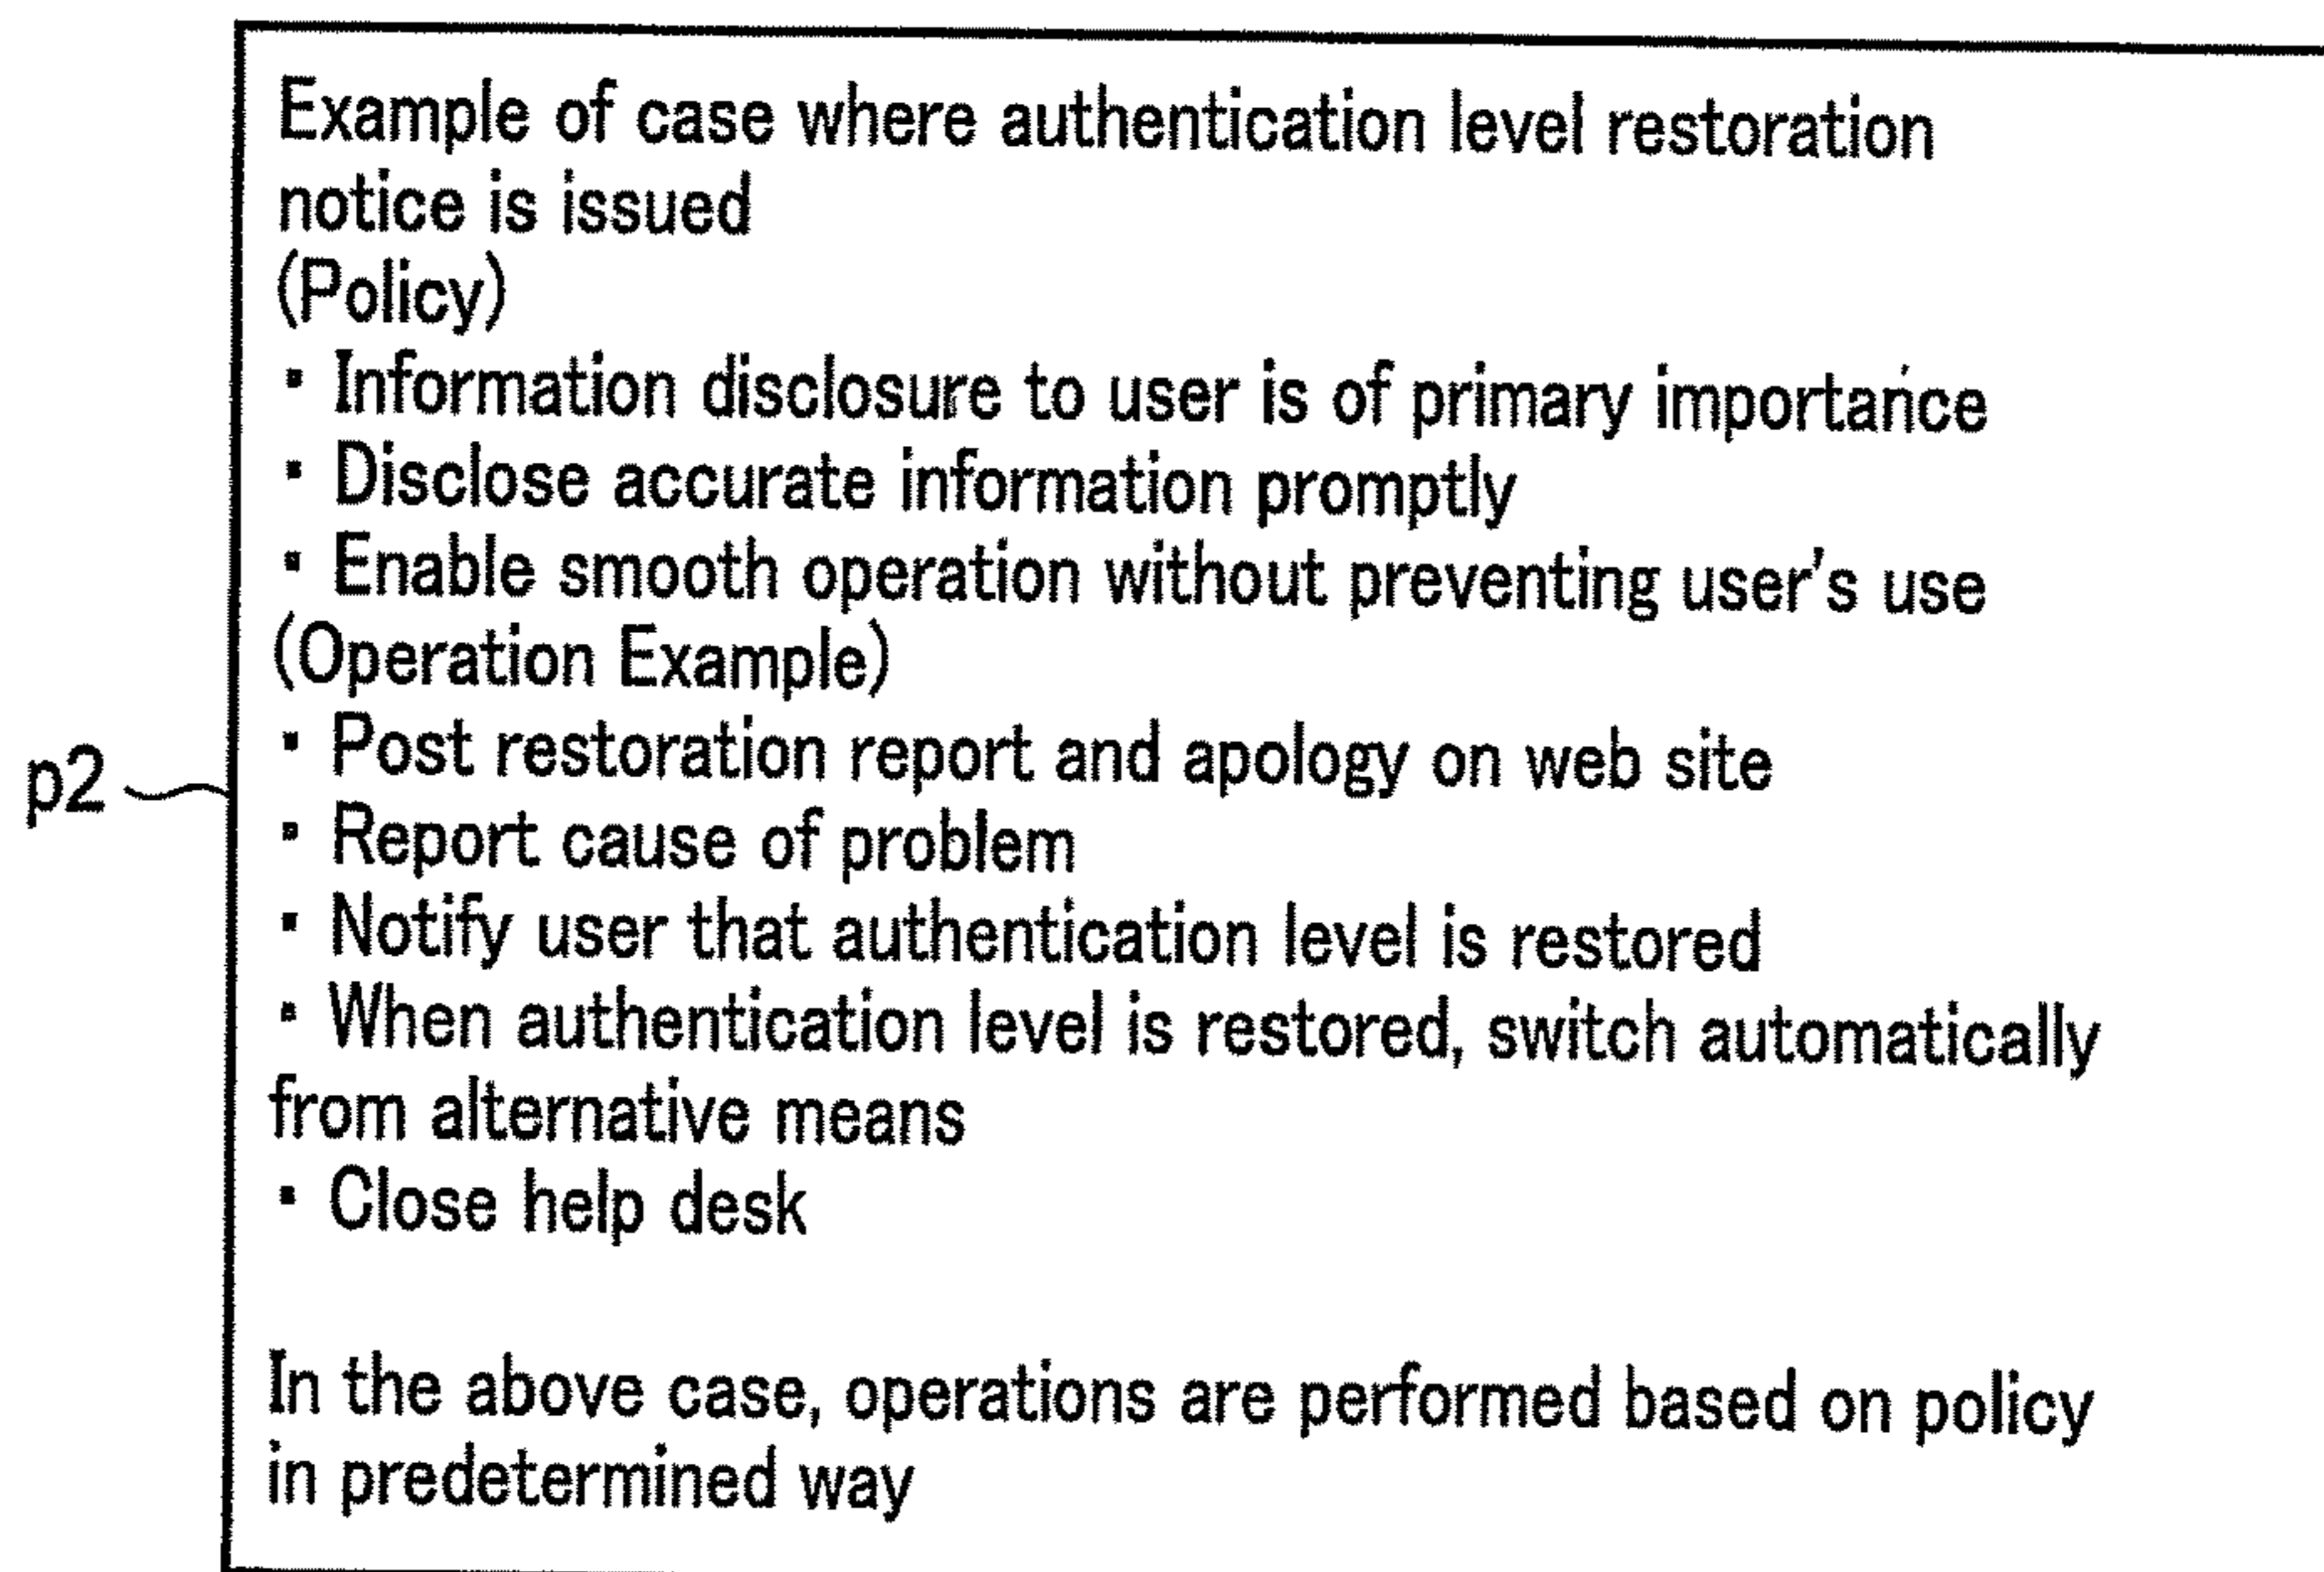 Example of case where authentication level restoration
notice is issued
(Policy)
・Information disclosure to user is of primary importance
・Disclose accurate information promptly
・Enable smooth operation without preventing user's use
(Operation Example)
・Post restoration report and apology on web site
・Report cause of problem
・Notify user that authentication level is restored
・When authentication level is restored, switch automatically
from alternative means
・Close help desk
In the above case, operations are performed based on policy
in predetermined way
p2